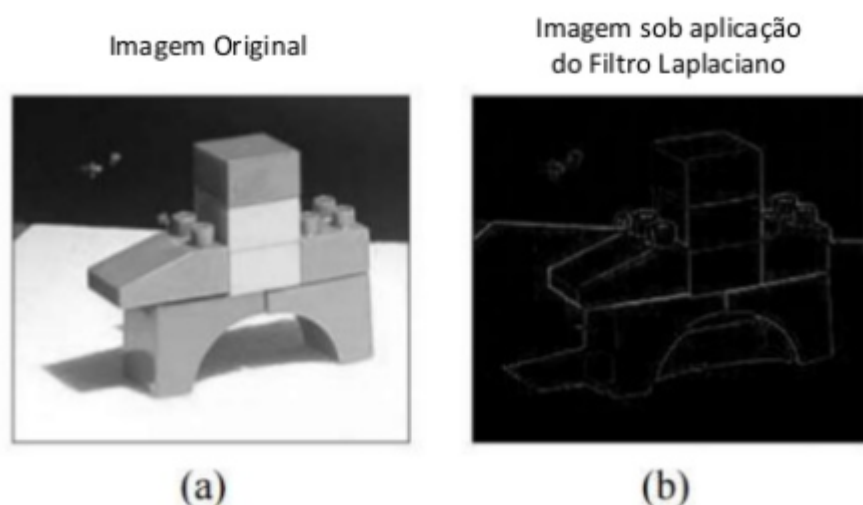 Imagem Original
Imagem sob aplicação
do Filtro Laplaciano
(a)
(b)